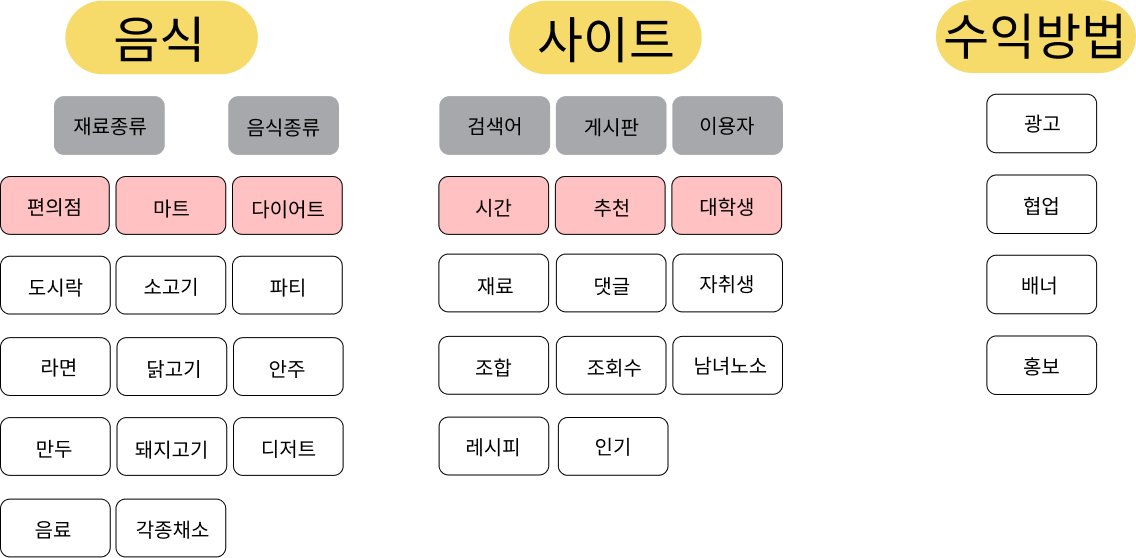 음식
사이트
수익방법
재료종류
음식종류
검색어
게시판
이용자
광고
편의점
마트
다이어트
시간
추천
대학생
협업
도시락
소고기
파티
재료
댓글
자취생
배너
라면
닭고기
안주
조합
조회수
남녀노소
홍보
만두
돼지고기
디저트
레시피
인기
음료
각종채소